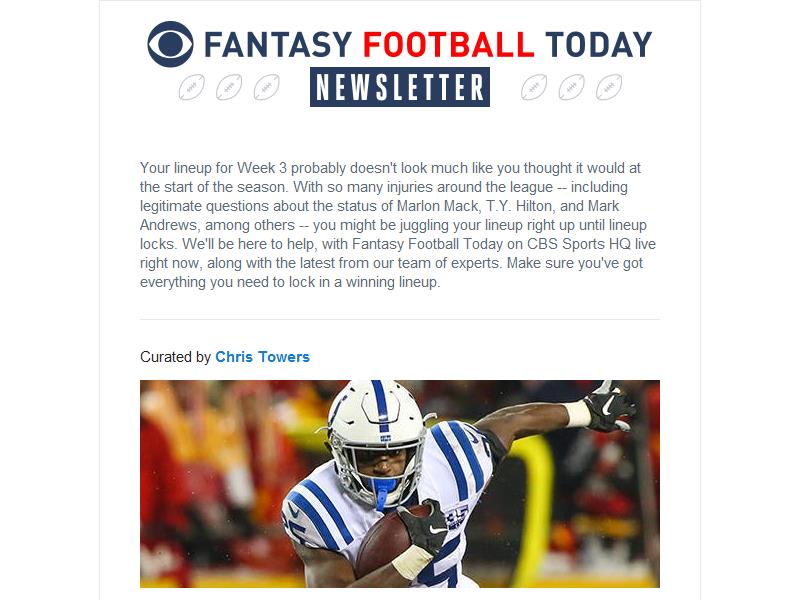 FANTASY FOOTBALL TODAY
NEWSLETTER
Your lineup for Week 3 probably doesn't look much like you thought it would at
the start of the season. With so many injuries around the league -- including
legitimate questions about the status of Marlon Mack, T.Y. Hilton, and Mark
Andrews, among others -- you might be juggling your lineup right up until lineup
locks. We'll be here to help, with Fantasy Football Today on CBS Sports HQ live
right now, along with the latest from our team of experts. Make sure you've got
everything you need to lock in a winning lineup.
Curated by Chris Towers
COLTS